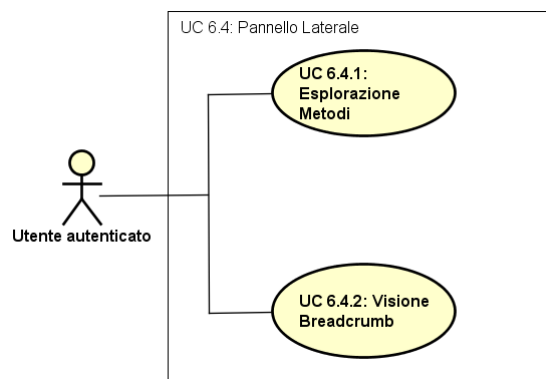 UC 6.4: Pannello Laterale
UC 6.4.1:
Esplorazione
Metodi
Utente autenticato
UC 6.4.2: Visione
Breadcrumb